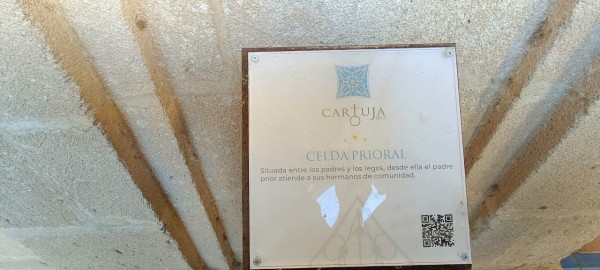 CARTUJA
CELDA PRIORAL
Situada entre los padres y los legos, desde ella el padre
prior atiende a sus hermanos de comunidad.